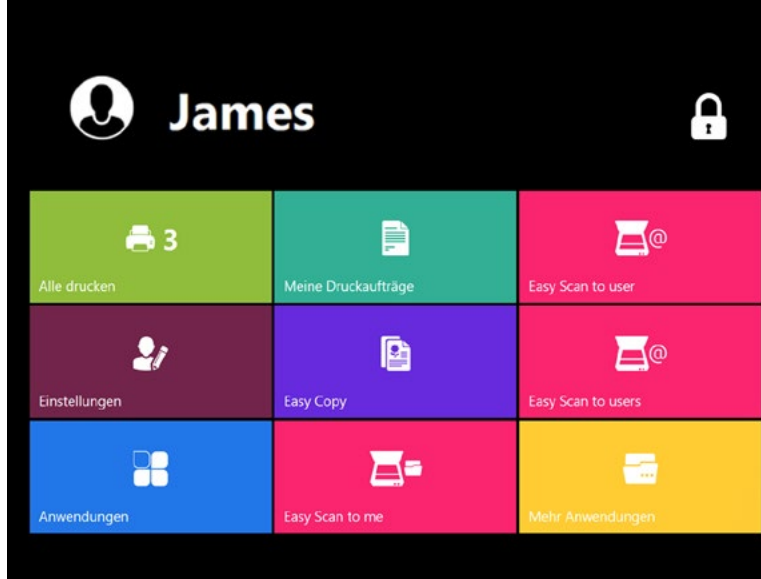 James
3
Alle drucken
Meine Druckaufträge
@
Easy Scan to user
Einstellungen
Easy Copy
@
Easy Scan to users
Anwendungen
Easy Scan to me
Mehr Anwendungen